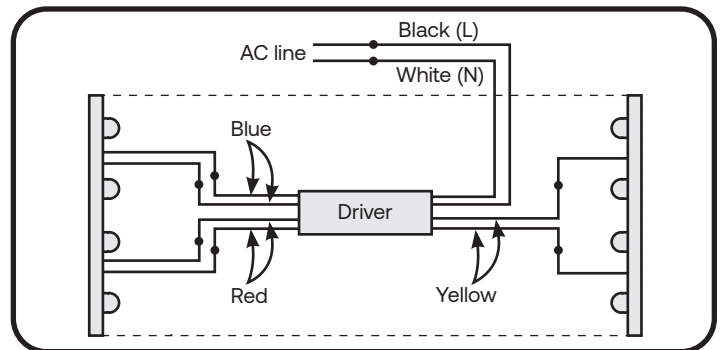 Black (L)
AC line
White (N)
Blue
Driver
Red
Yellow